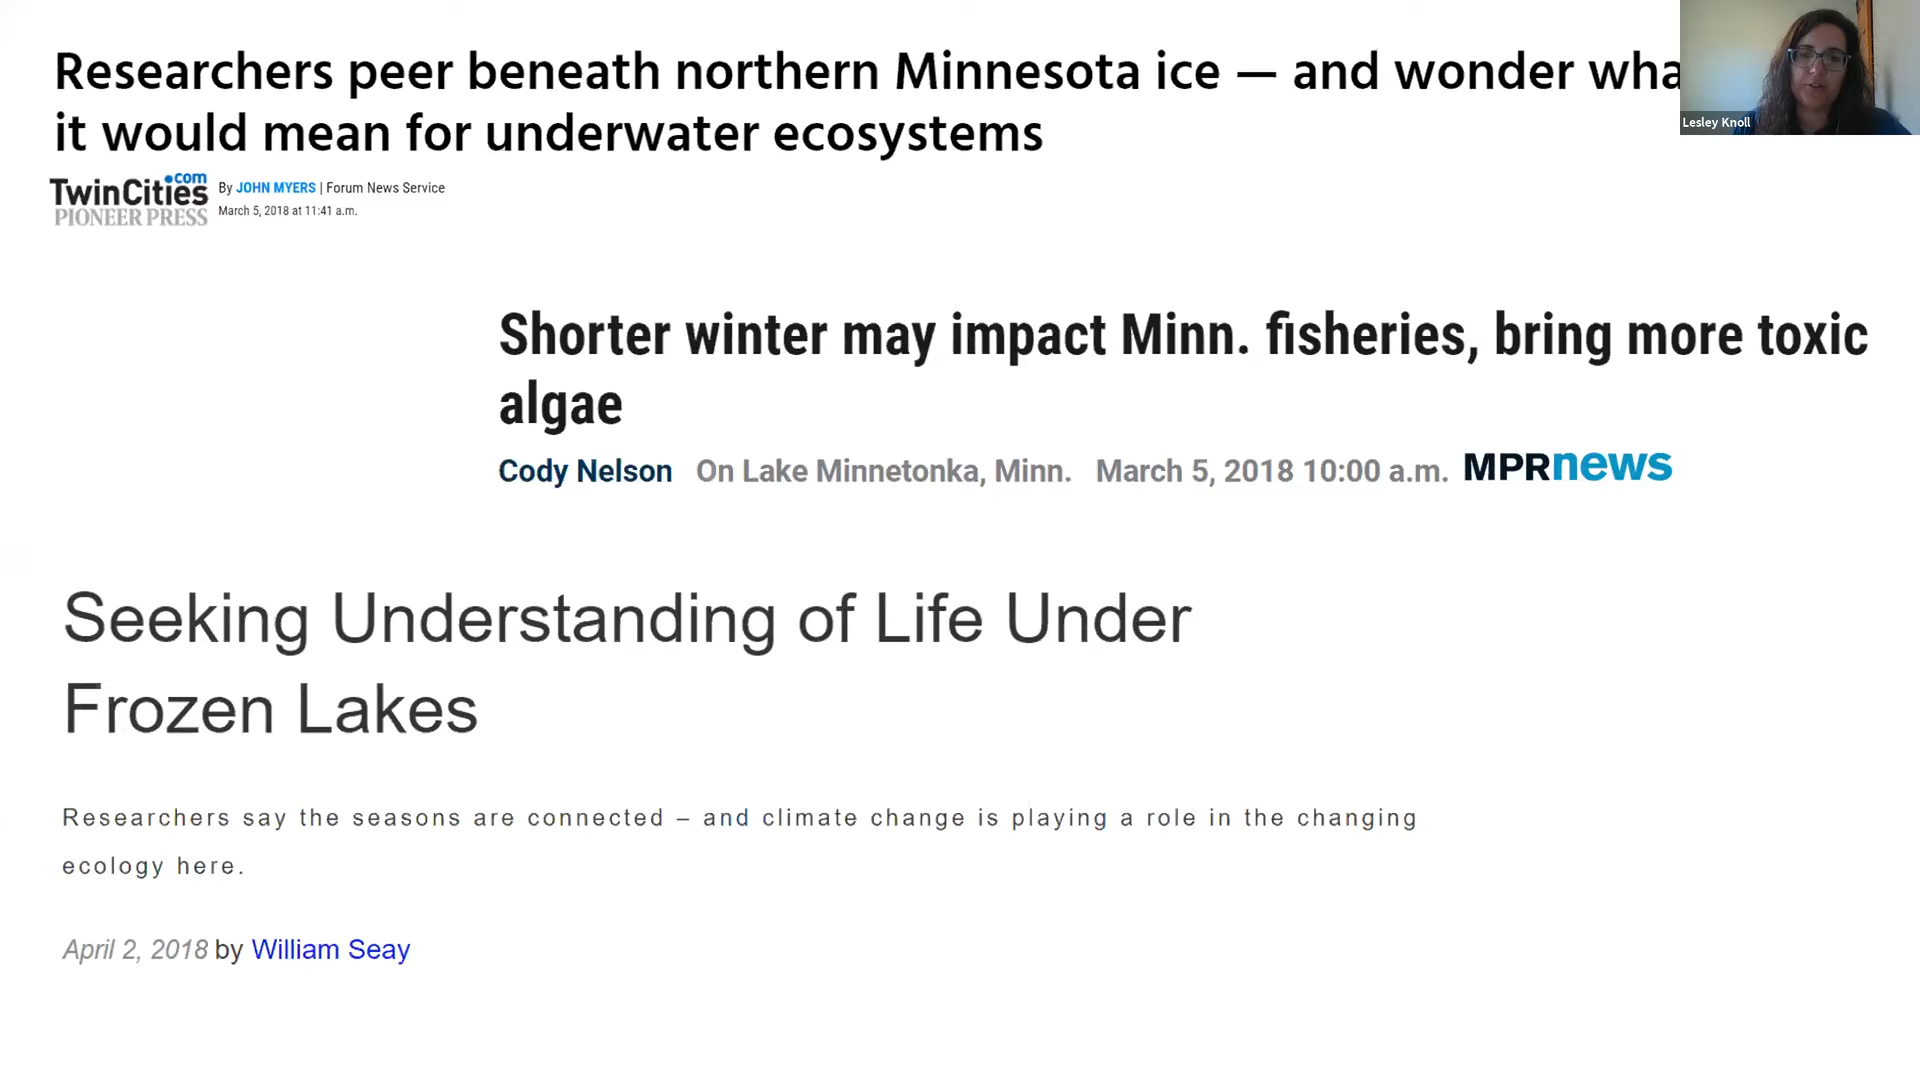 Researchers peer beneath northern Minnesota ice — and wonder
it would mean for underwater ecosystems
Lesley Knoll
TwinCities.com
PIONEER PRESS
By JOHN MYERS | Forum News Service
March 5, 2018 at 11:41 a.m.
Shorter winter may impact Minn. fisheries, bring more toxic
algae
Cody Nelson On Lake Minnetonka, Minn. March 5, 2018 10:00 a.m. MPRnews
Seeking Understanding of Life Under
Frozen Lakes
Researchers say the seasons are connected – and climate change is playing a role in the changing
ecology here.
April 2, 2018 by William Seay